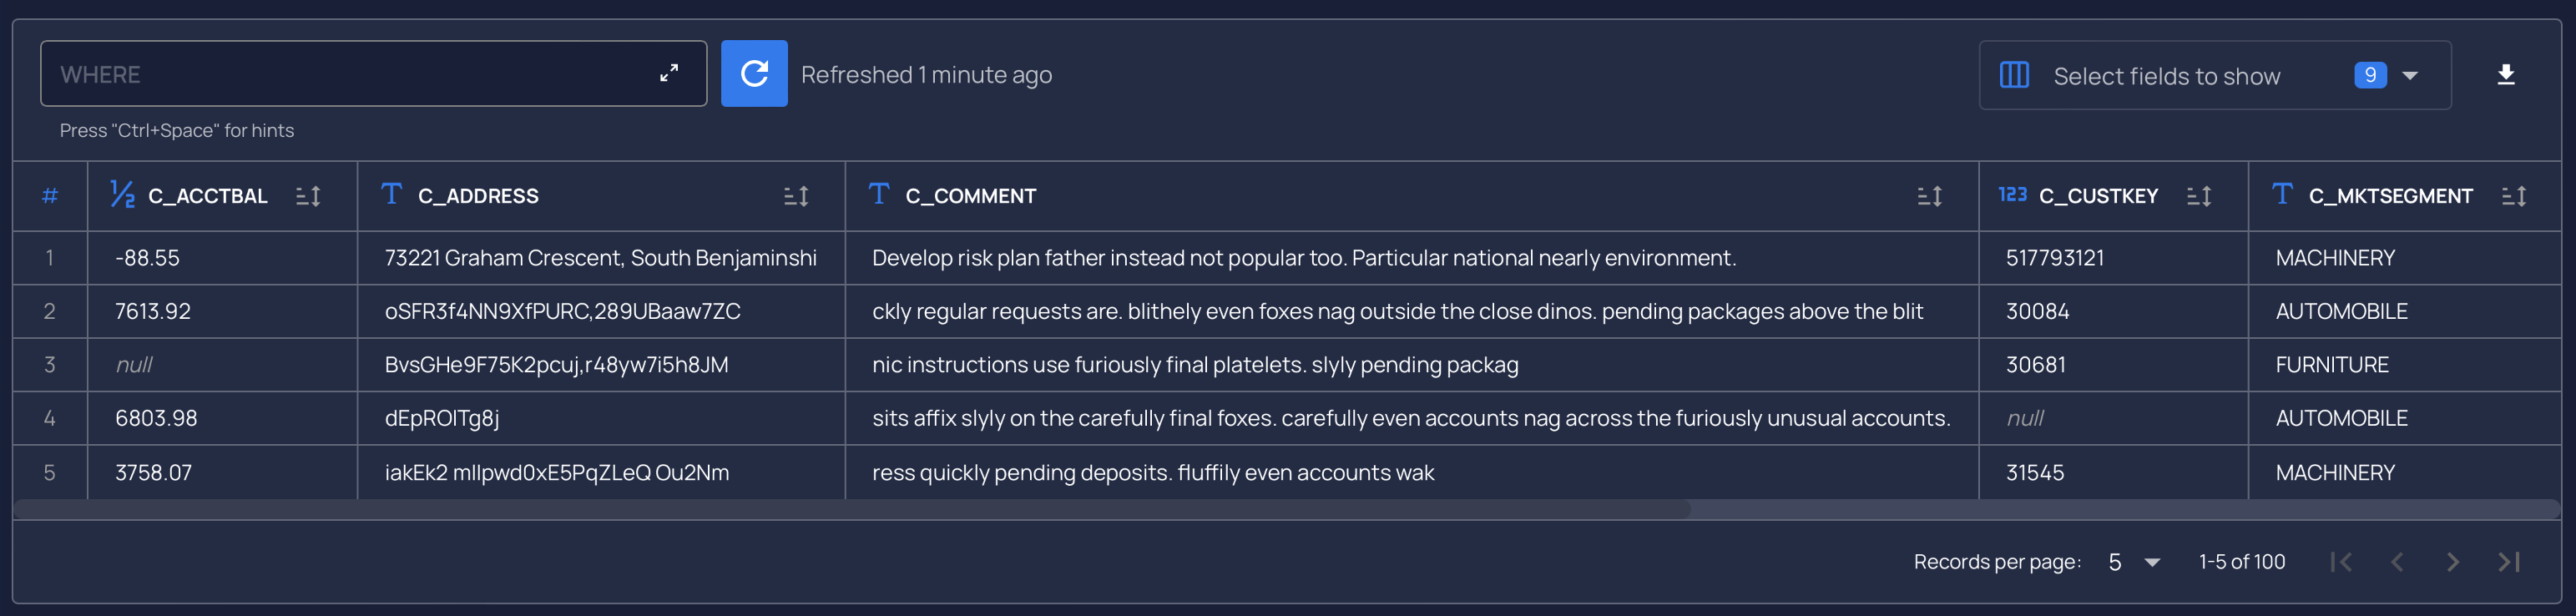 WHERE
Refreshed 1 minute ago
Select fields to show 9
Press "Ctrl+Space" for hints
# ½ C_ACCTBAL T C_ADDRESS T C_COMMENT 123 C_CUSTKEY T C_MKTSEGMENT
1 -88.55 73221 Graham Crescent, South Benjaminshi Develop risk plan father instead not popular too. Particular national nearly environment. 517793121 MACHINERY
2 7613.92 oSFR3f4NN9XfPURC,289UBaaw7ZC ckly regular requests are. blithely even foxes nag outside the close dinos. pending packages above the blit 30084 AUTOMOBILE
3 null BvsGHe9F75K2pcuj,r48yw7i5h8JM nic instructions use furiously final platelets. slyly pending packag 30681 FURNITURE
4 6803.98 dEpROITg8j sits affix slyly on the carefully final foxes. carefully even accounts nag across the furiously unusual accounts. null AUTOMOBILE
5 3758.07 iakEk2 mIlpwd0xE5PqZLeQ Ou2Nm ress quickly pending deposits. fluffily even accounts wak 31545 MACHINERY
Records per page: 5 1-5 of 100